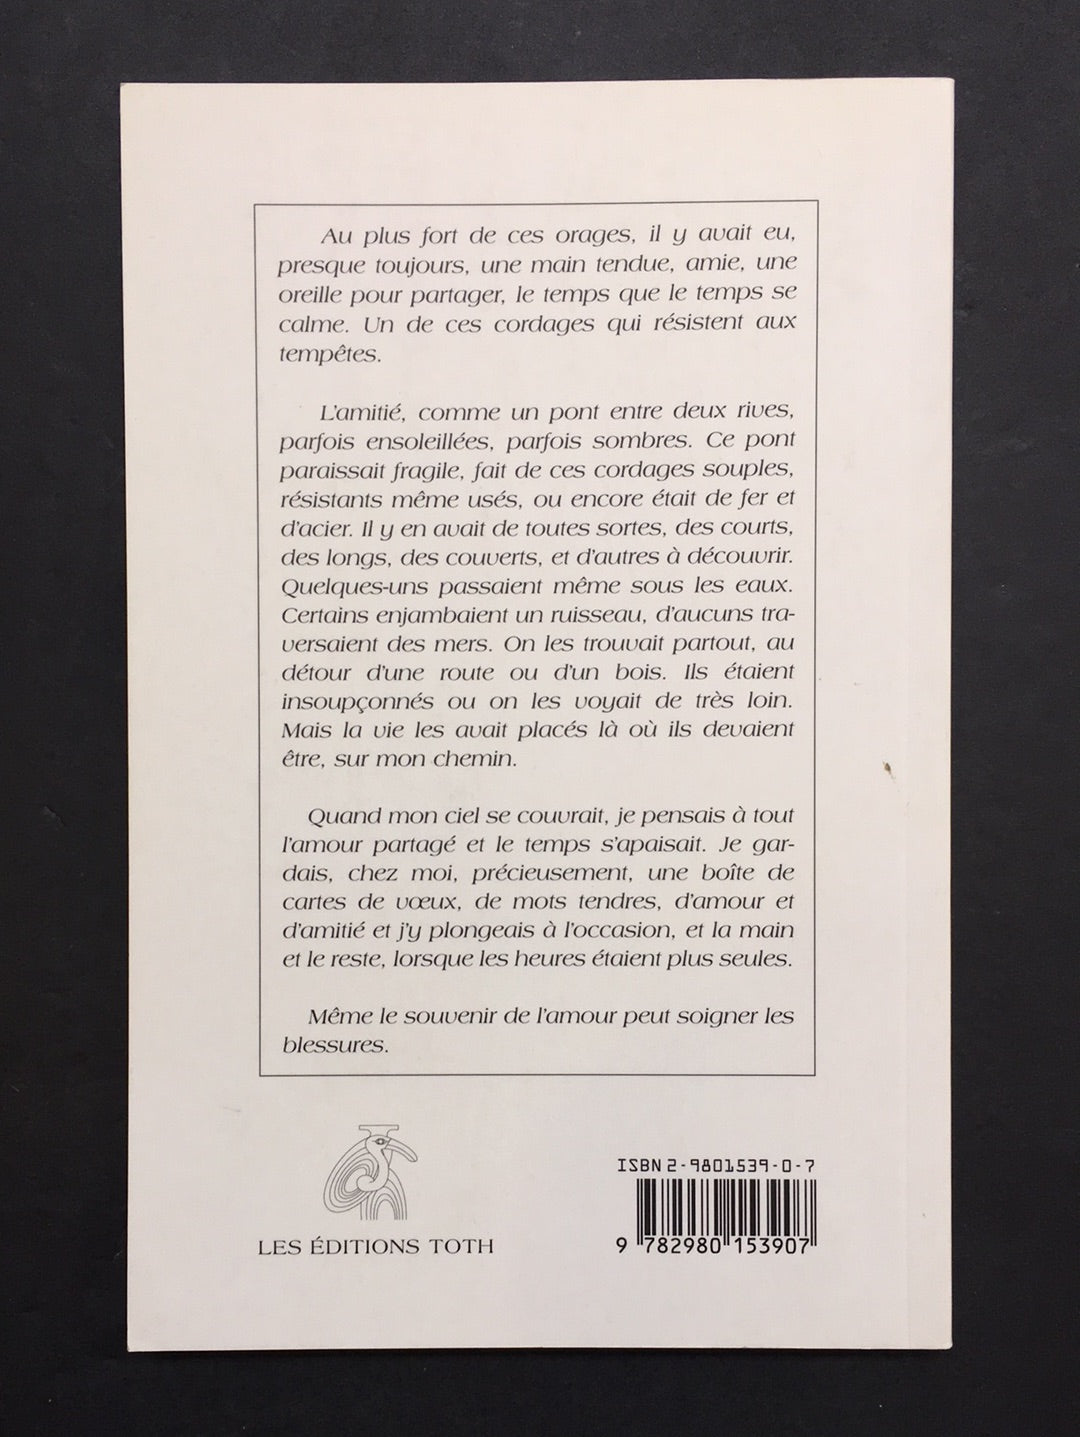 Au plus fort de ces orages, il y avait eu,
presque toujours, une main tendue, amie, une
oreille pour partager, le temps que le temps se
calme. Un de ces cordages qui résistent aux
tempêtes.
L'amitié, comme un pont entre deux rives,
parfois ensoleillées, parfois sombres. Ce pont
paraissait fragile, fait de ces cordages souples,
résistants même usés, ou encore était de fer et
d'acier. Il y en avait de toutes sortes, des courts,
des longs, des couverts, et d'autres à découvrir.
Quelques-uns passaient même sous les eaux.
Certains enjambaient un ruisseau, d'aucuns tra-
versaient des mers. On les trouvait partout, au
détour d'une route ou d'un bois. Ils étaient
insoupçonnés ou on les voyait de très loin.
Mais la vie les avait placés là où ils devaient
être, sur mon chemin.
Quand mon ciel se couvrait, je pensais à tout
l'amour partagé et le temps s'apaisait. Je gar-
dais, chez moi, précieusement, une boîte de
cartes de vœux, de mots tendres, d'amour et
d'amitié et j'y plongeais à l'occasion, et la main
et le reste, lorsque les heures étaient plus seules.
Même le souvenir de l'amour peut soigner les
blessures.
LES ÉDITIONS TOTH
ISBN 2-9801539-0-7
9 782980 153907